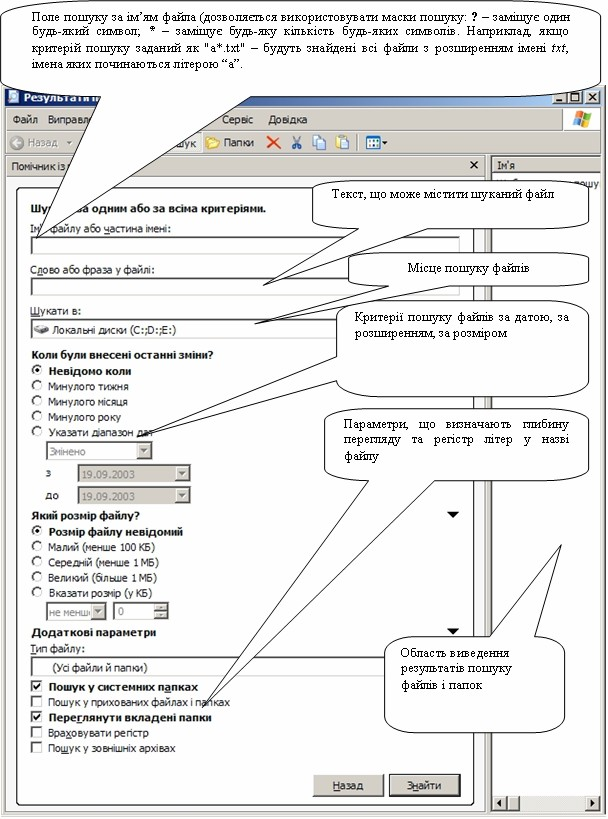 Поле пошуку за ім’ям файла (дозволяється використовувати маски пошуку: ? – заміщує один
будь-який символ; * – заміщує будь-яку кількість будь-яких символів. Наприклад, якщо
критерій пошуку заданий як "a*.txt" – будуть знайдені всі файли з розширенням імені txt,
імена яких починаються літерою “a”.
Результати
Файл Виправле Сервіс Довідка
Назад шук Папки
Помічник із Ім'я
пошу
Текст, що може містити шуканий файл
за одним або за всіма критеріями.
Ім' файлу або частина імені:
Слово або фраза у файлі:
Місце пошуку файлів
Шукати в:
Локальні диски (C:;D:;E:)
Критерії пошуку файлів за датою, за
розширенням, за розміром
Коли були внесені останні зміни?
Невідомо коли
Минулого тижня
Минулого місяця
Минулого року
Указати діапазон дат
Змінено
з 19.09.2003
до 19.09.2003
Параметри, що визначають глибину
перегляду та регістр літер у назві
файлу
Який розмір файлу?
Розмір файлу невідомий
Малий (менше 100 КБ)
Середній (менше 1 МБ)
Великий (більше 1 МБ)
Вказати розмір (у КБ)
не менш 0
Додаткові параметри
Тип файлу:
(Усі файли й папки)
Область виведення
результатів пошуку
файлів і папок
Пошук у системних папках
Пошук у прихованих файлах і папках
Переглянути вкладені папки
Враховувати регістр
Пошук у зовнішніх архівах
Назад Знайти